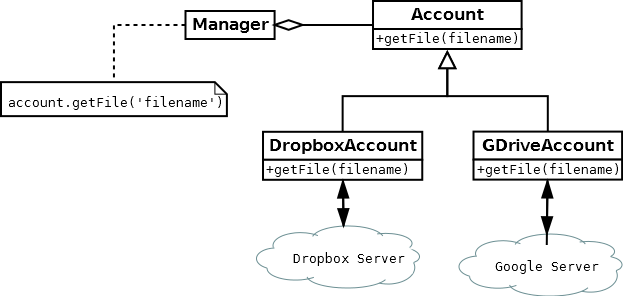 Manager
Account
+getFile(filename)
account.getFile('filename')
DropboxAccount
+getFile(filename)
GDriveAccount
+getFile(filename)
Dropbox Server
Google Server